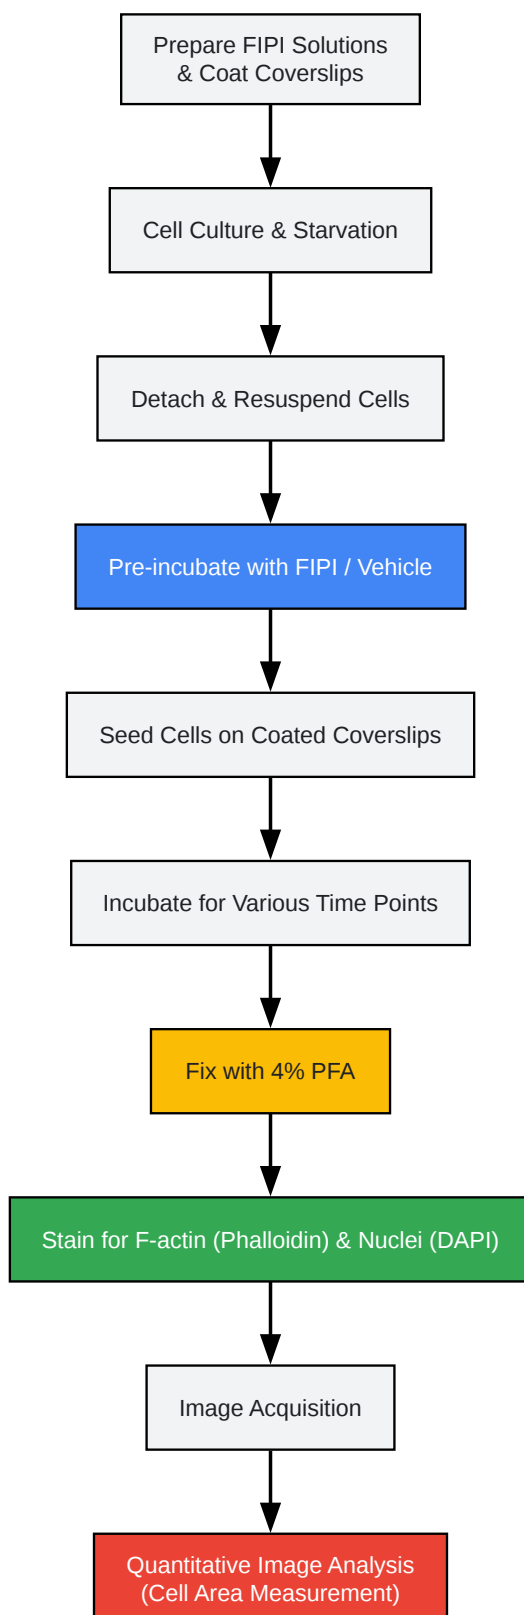 Prepare FIPI Solutions
& Coat Coverslips
Cell Culture & Starvation
Detach & Resuspend Cells
Pre-incubate with FIPI / Vehicle
Seed Cells on Coated Coverslips
Incubate for Various Time Points
Fix with 4% PFA
Stain for F-actin (Phalloidin) & Nuclei (DAPI)
Image Acquisition
Quantitative Image Analysis
(Cell Area Measurement)